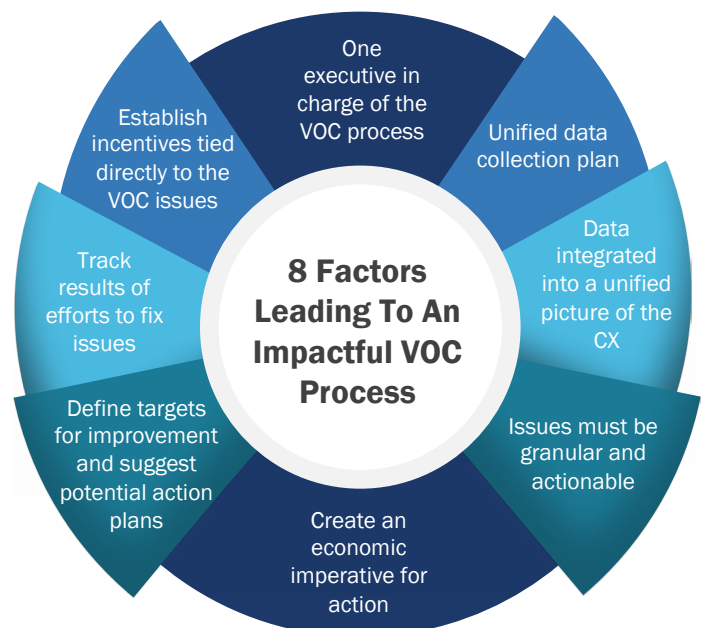 8 Factors
Leading To An
Impactful VOC
Process
One
executive in
charge of the
VOC process
Unified data
collection plan
Data
integrated
into a unified
picture of the
CX
Issues must be
granular and
actionable
Create an
economic
imperative for
action
Define targets
for improvement
and suggest
potential action
plans
Track
results of
efforts to fix
issues
Establish
incentives tied
directly to the
VOC issues